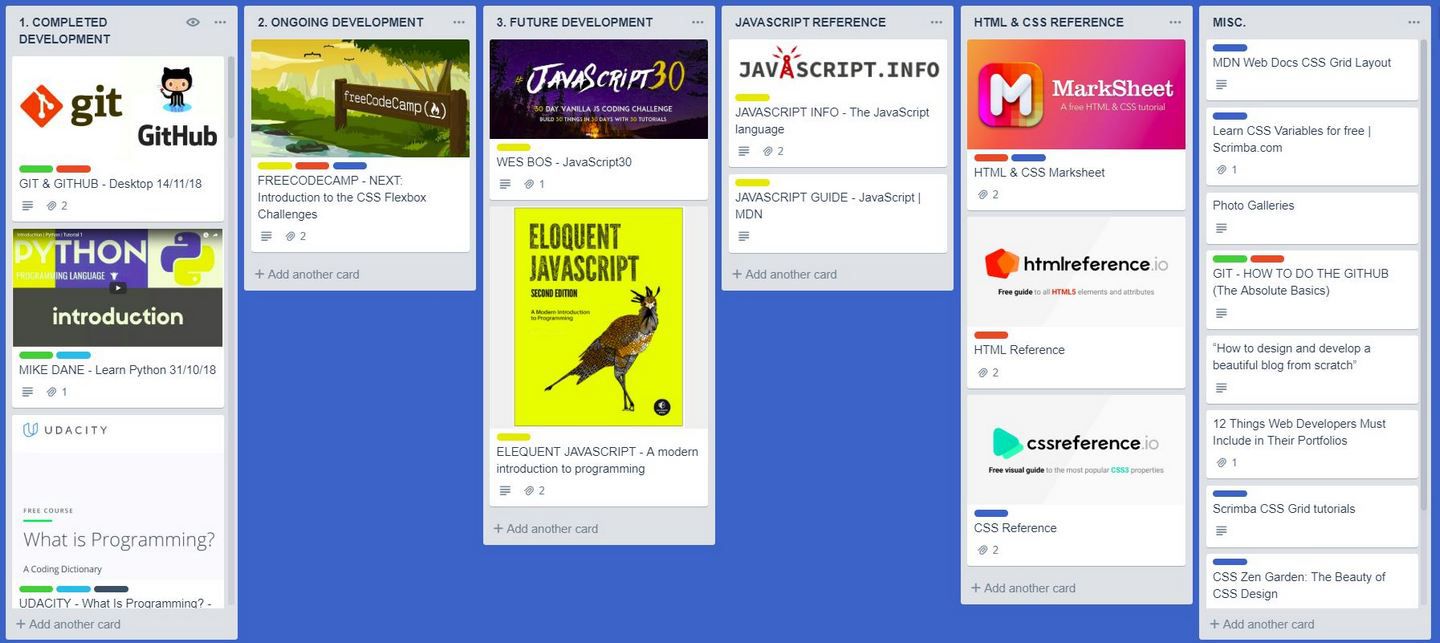 1. COMPLETED
DEVELOPMENT
git
GitHub
GIT & GITHUB - Desktop 14/11/18
2
Introduction | Python | Tutorial 1
PYTHON
PROGRAMMING LANGUAGE
introduction
MIKE DANE - Learn Python 31/10/18
1
UDACITY
FREE COURSE
What is Programming?
A Coding Dictionary
UDACITY - What Is Programming? -
+ Add another card
2. ONGOING DEVELOPMENT
freeCodeCamp
FREECODECAMP - NEXT:
Introduction to the CSS Flexbox
Challenges
2
+ Add another card
3. FUTURE DEVELOPMENT
# JAVASCRIPT30
30 DAY VANILLA JS CODING CHALLENGE
BUILD 30 THINGS IN 30 DAYS WITH 30 TUTORIALS
WES BOS - JavaScript30
1
ELOQUENT
JAVASCRIPT
SECOND EDITION
A Modern Introduction
to Programming
ELEQUENT JAVASCRIPT - A modern
introduction to programming
2
+ Add another card
JAVASCRIPT REFERENCE
JAVASCRIPT.INFO
JAVASCRIPT INFO - The JavaScript
language
2
JAVASCRIPT GUIDE - JavaScript |
MDN
+ Add another card
HTML & CSS REFERENCE
M
MarkSheet
A free HTML & CSS tutorial
HTML & CSS Marksheet
2
htmlreference.io
Free guide to all HTML5 elements and attributes
HTML Reference
2
cssreference.io
Free visual guide to the most popular CSS3 properties
CSS Reference
2
+ Add another card
MISC.
MDN Web Docs CSS Grid Layout
Learn CSS Variables for free |
Scrimba.com
1
Photo Galleries
GIT - HOW TO DO THE GITHUB
(The Absolute Basics)
“How to design and develop a
beautiful blog from scratch”
12 Things Web Developers Must
Include in Their Portfolios
1
Scrimba CSS Grid tutorials
CSS Zen Garden: The Beauty of
CSS Design
+ Add another card